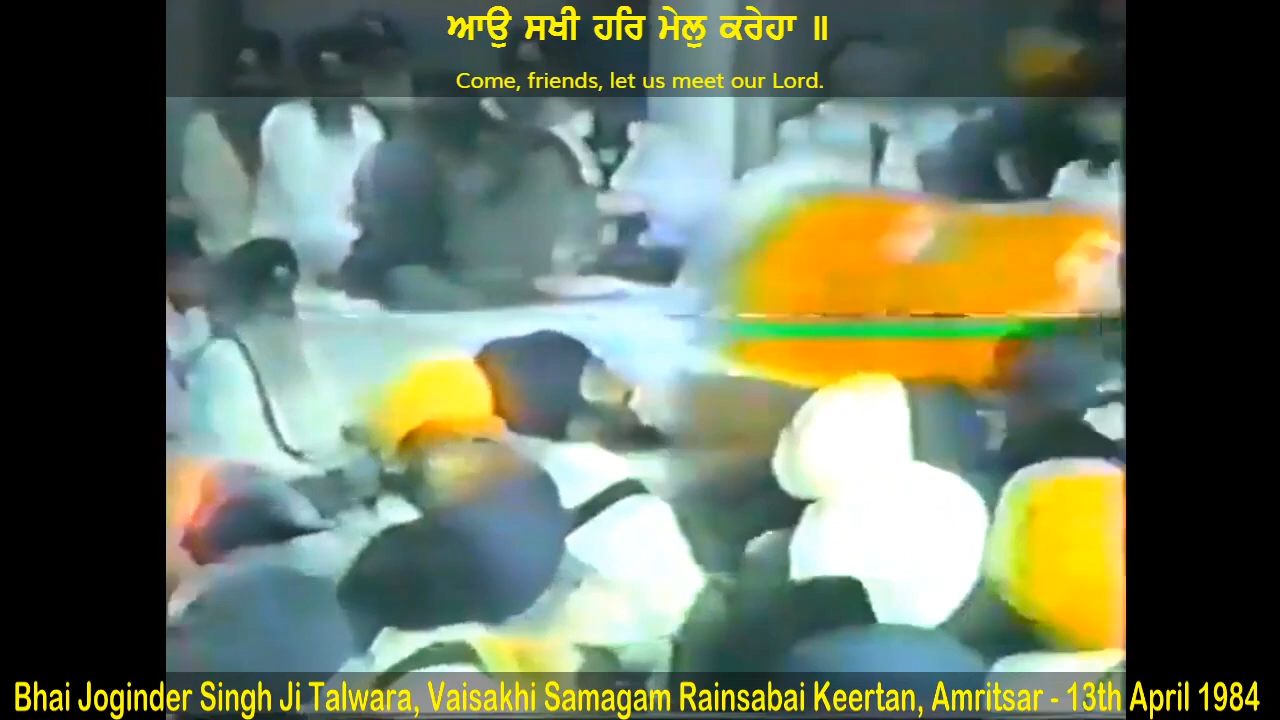 ਆਉ ਸਖੀ ਹਰਿ ਮੇਲੁ ਕਰੇਹਾ ॥
Come, friends, let us meet our Lord.
Bhai Joginder Singh Ji Talwara, Vaisakhi Samagam Rainsabai Keertan, Amritsar - 13th April 1984